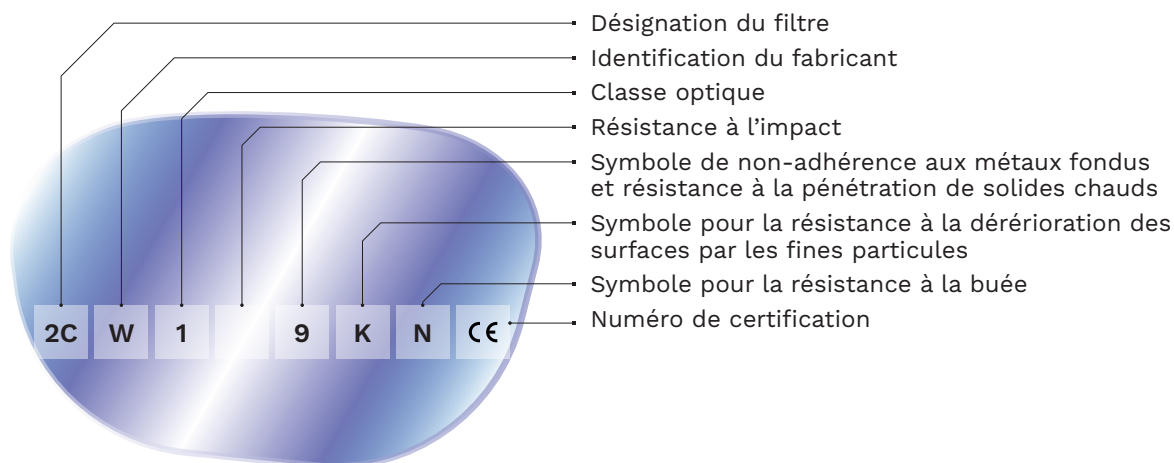 Désignation du filtre
Identification du fabricant
Classe optique
Résistance à l’impact
Symbole de non-adhérence aux métaux fondus
et résistance à la pénétration de solides chauds
Symbole pour la résistance à la dérérioration des
surfaces par les fines particules
Symbole pour la résistance à la buée
Numéro de certification
2C W 1 9 K N CE